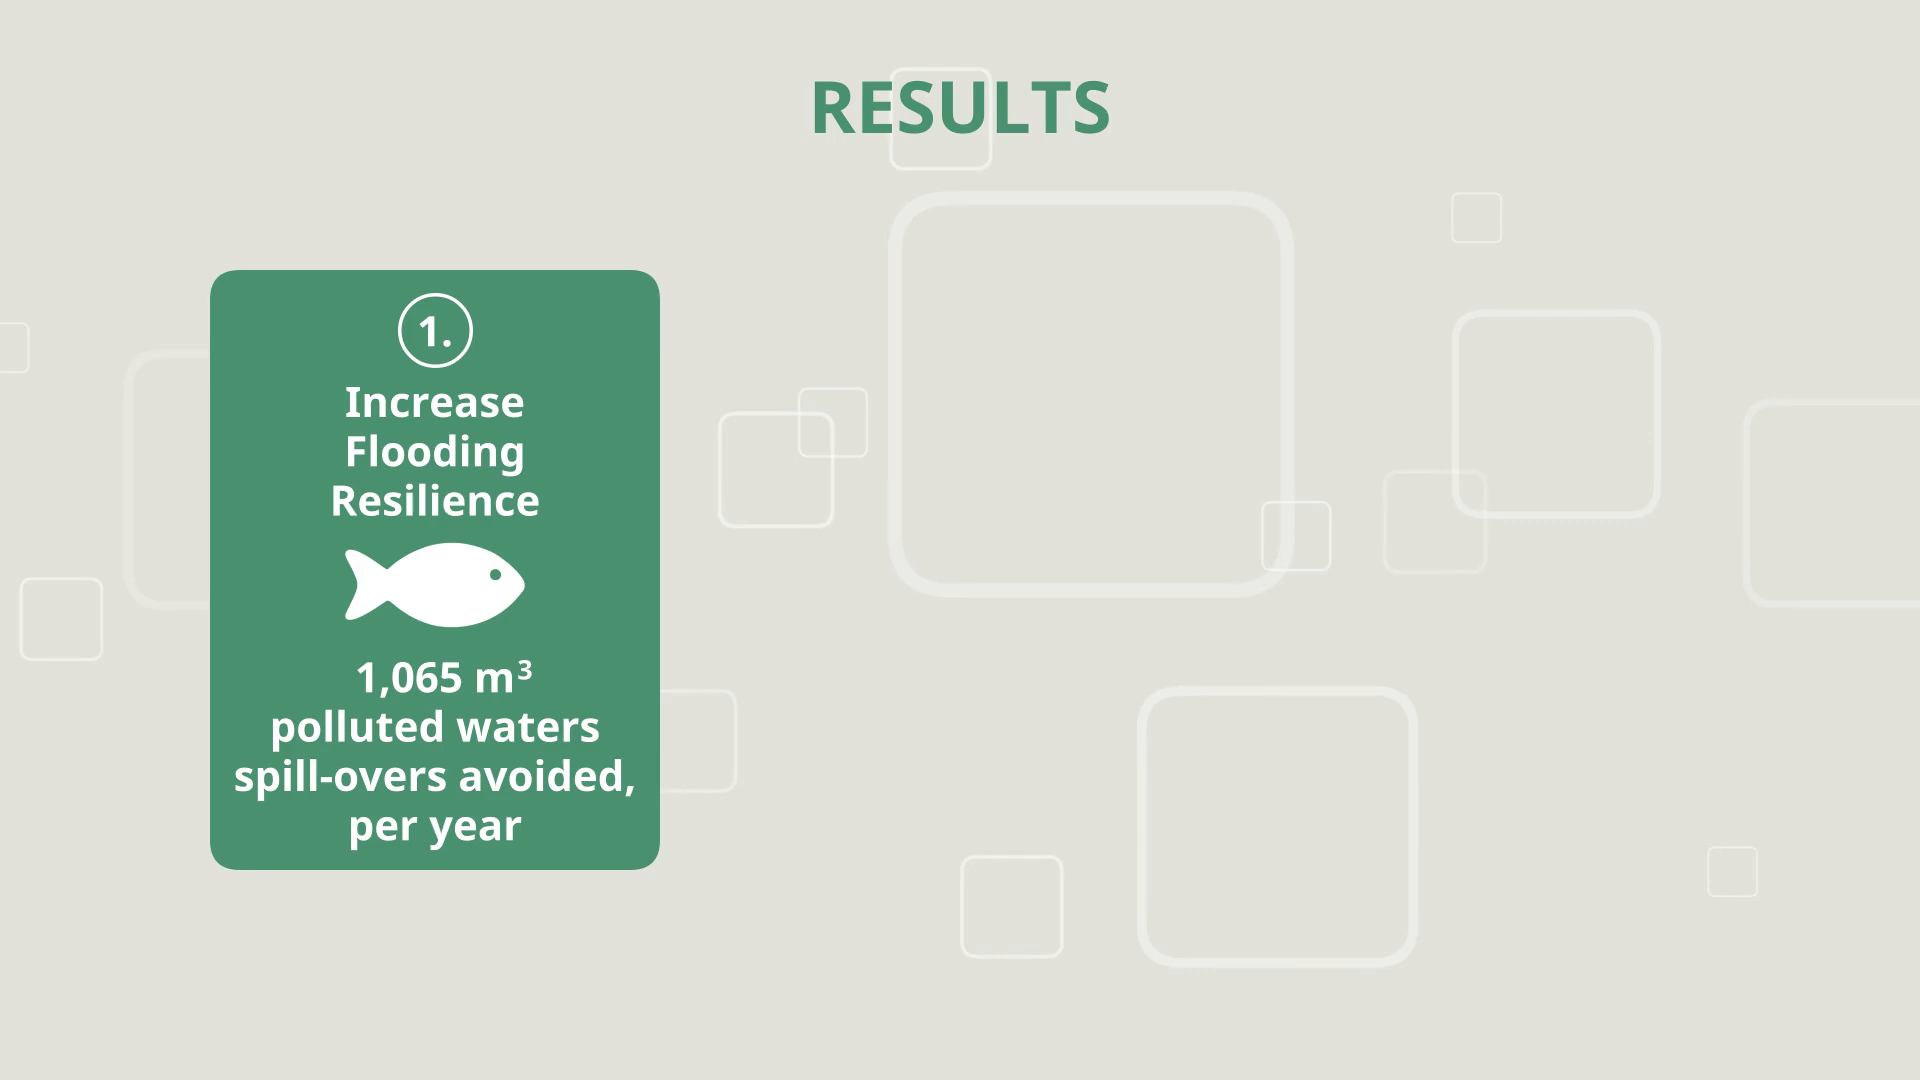 RESULTS
1.
Increase
Flooding
Resilience
1,065 m³
polluted waters
spill-overs avoided,
per year